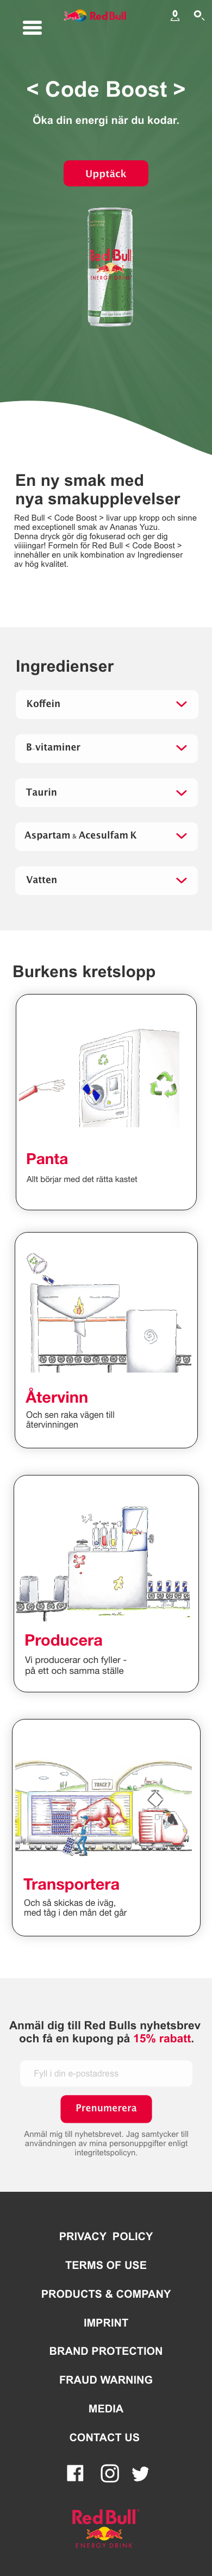 Red Bull
< Code Boost >
Öka din energi när du kodar.
Upptäck
Red Bull
ENERGY DRINK
En ny smak med
nya smakupplevelser
Red Bull < Code Boost > livar upp kropp och sinne
med exceptionell smak av Ananas Yuzu.
Denna dryck gör dig fokuserad och ger dig
viiiiingar! Formeln för Red Bull < Code Boost >
innehåller en unik kombination av Ingredienser
av hög kvalitet.
Ingredienser
Koffein
B-vitaminer
Taurin
Aspartam & Acesulfam K
Vatten
Burkens kretslopp
Panta
Allt börjar med det rätta kastet
Återvinn
Och sen raka vägen till
återvinningen
Producera
Vi producerar och fyller -
på ett och samma ställe
Transportera
Och så skickas de iväg,
med tåg i den mån det går
Anmäl dig till Red Bulls nyhetsbrev
och få en kupong på 15% rabatt.
Fyll i din e-postadress
Prenumerera
Anmäl mig till nyhetsbrevet. Jag samtycker till
användningen av mina personuppgifter enligt
integritetspolicyn.
PRIVACY POLICY
TERMS OF USE
PRODUCTS & COMPANY
IMPRINT
BRAND PROTECTION
FRAUD WARNING
MEDIA
CONTACT US
Red Bull
ENERGY DRINK